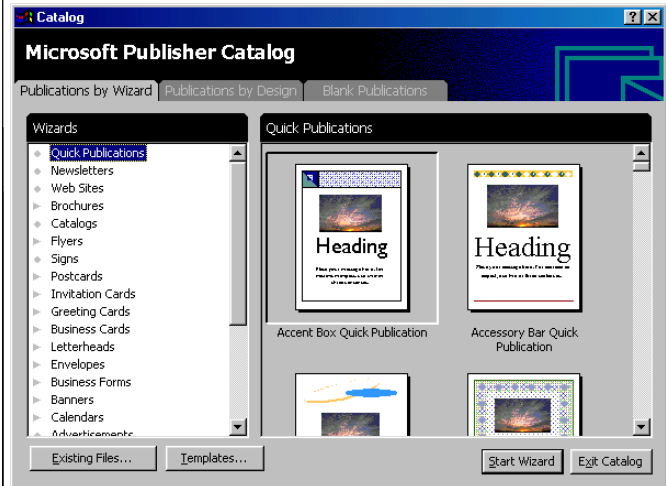 Catalog
Microsoft Publisher Catalog
Publications by Wizard Publications by Design Blank Publications
Wizards
Quick Publications
Newsletters
Web Sites
Brochures
Catalogs
Flyers
Signs
Postcards
Invitation Cards
Greeting Cards
Business Cards
Letterheads
Envelopes
Business Forms
Banners
Calendars
Advertisements
Quick Publications
Heading
Accent Box Quick Publication
Heading
Accessory Bar Quick
Publication
Existing Files... Templates... Start Wizard Exit Catalog